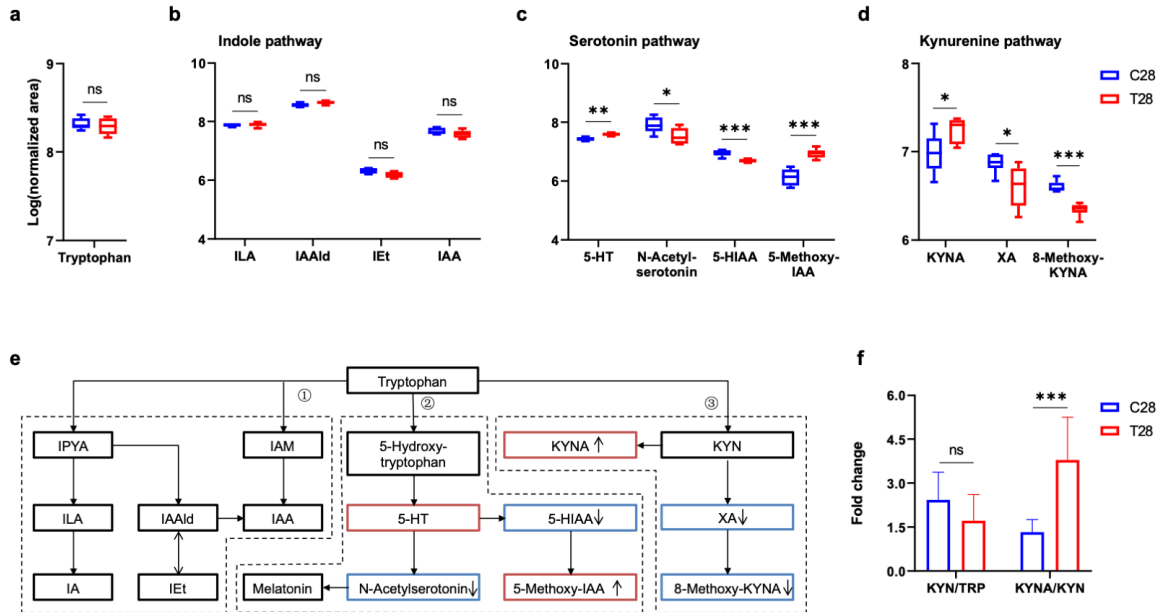 a
b
c
d
Indole pathway
Serotonin pathway
Kynurenine pathway
Log(normalized area)
9
8
7
ns
Tryptophan
10
8
6
4
ns
ns
ns
ns
ILA
IAAld
IEt
IAA
10
8
6
4
**
*
***
***
5-HT
N-Acetyl-
serotonin
5-HIAA
5-Methoxy-
IAA
8
7
6
*
*
***
KYNA
XA
8-Methoxy-
KYNA
C28
T28
e
Tryptophan
①
②
③
IPYA
IAM
5-Hydroxy-
tryptophan
KYNA ↑
KYN
ILA
IAAld
IAA
5-HT
5-HIAA↓
XA↓
IA
IEt
Melatonin
N-Acetylserotonin↓
5-Methoxy-IAA ↑
8-Methoxy-KYNA↓
f
Fold change
6.0
4.5
3.0
1.5
0.0
ns
***
KYN/TRP
KYNA/KYN
C28
T28